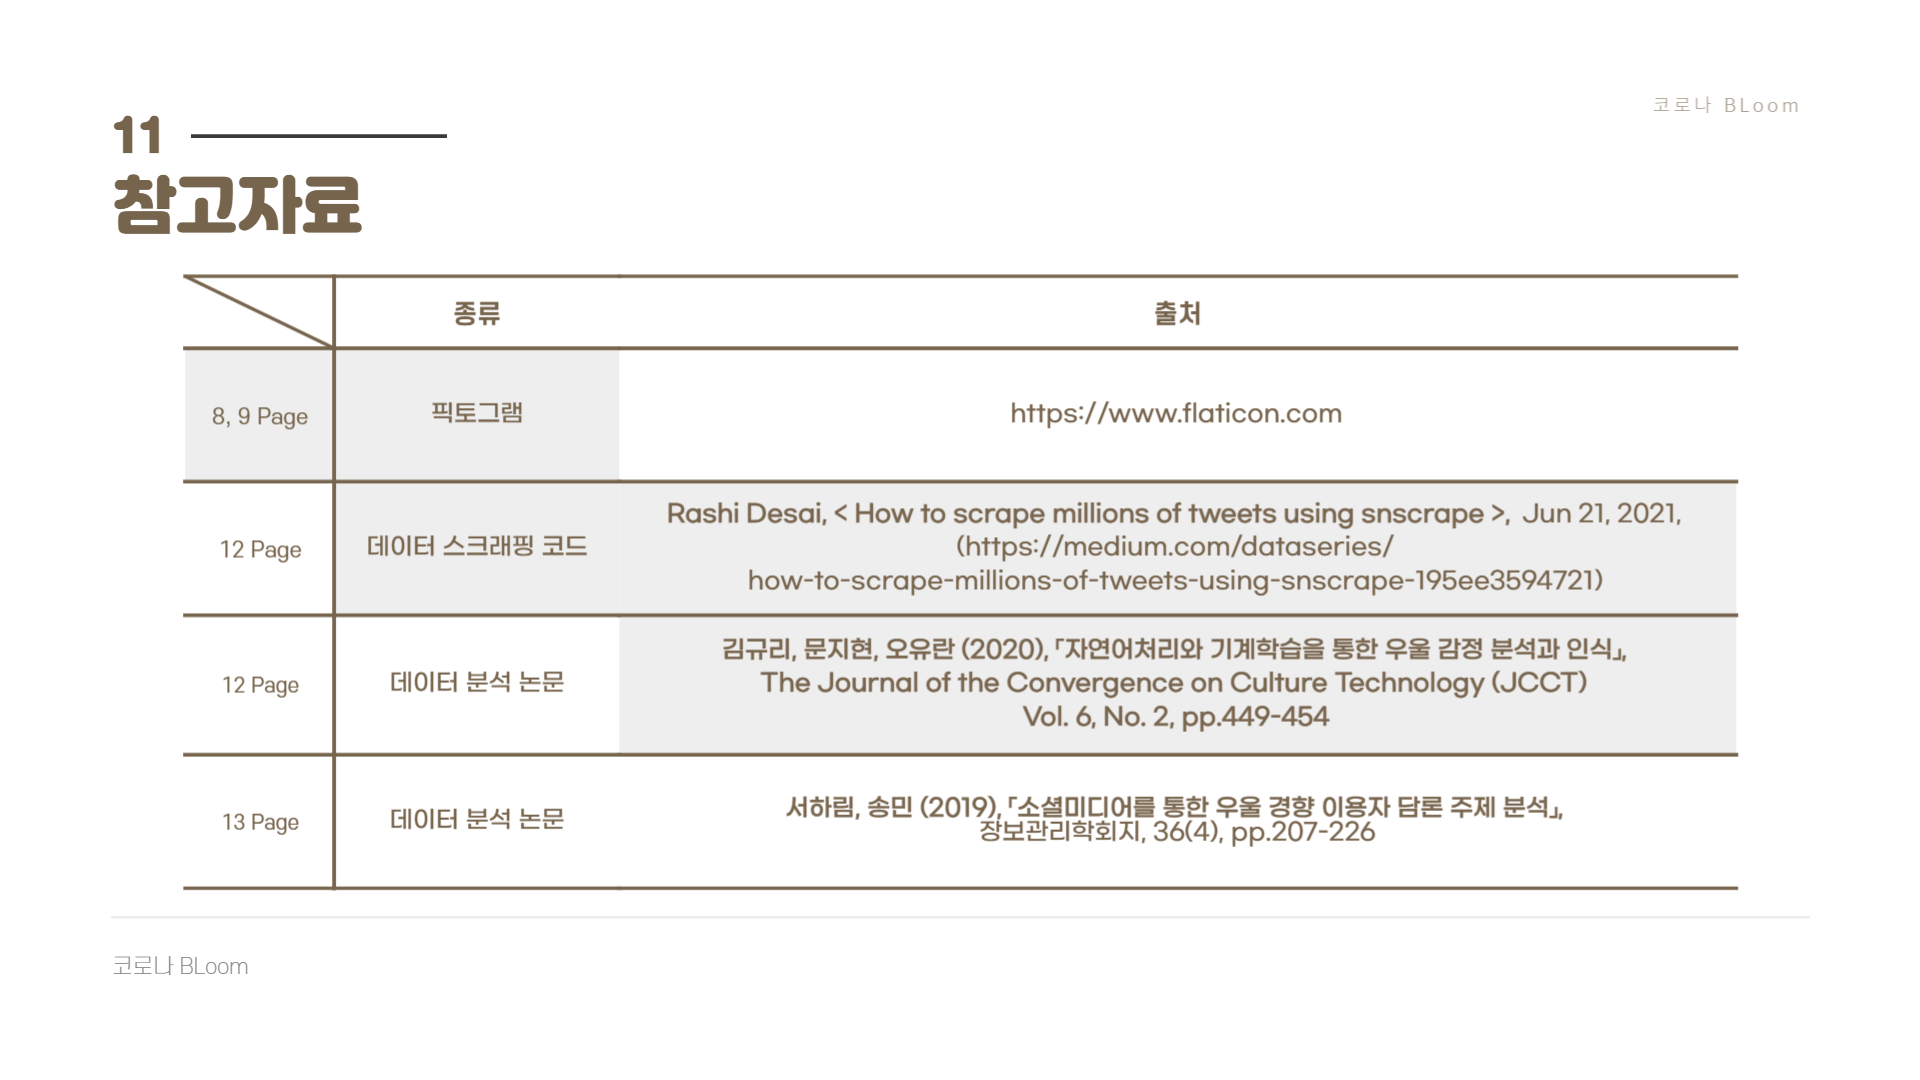 코로나 BLoom
11
참고자료
종류
출처
8, 9 Page
픽토그램
https://www.flaticon.com
12 Page
데이터 스크래핑 코드
Rashi Desai, < How to scrape millions of tweets using snscrape >, Jun 21, 2021,
(https://medium.com/dataseries/
how-to-scrape-millions-of-tweets-using-snscrape-195ee3594721)
12 Page
데이터 분석 논문
김규리, 문지현, 오유란 (2020),「자연어처리와 기계학습을 통한 우울 감정 분석과 인식」,
The Journal of the Convergence on Culture Technology (JCCT)
Vol. 6, No. 2, pp.449-454
13 Page
데이터 분석 논문
서하림, 송민 (2019),「소셜미디어를 통한 우울 경향 이용자 담론 주제 분석」,
장보관리학회지, 36(4), pp.207-226
코로나 BLoom